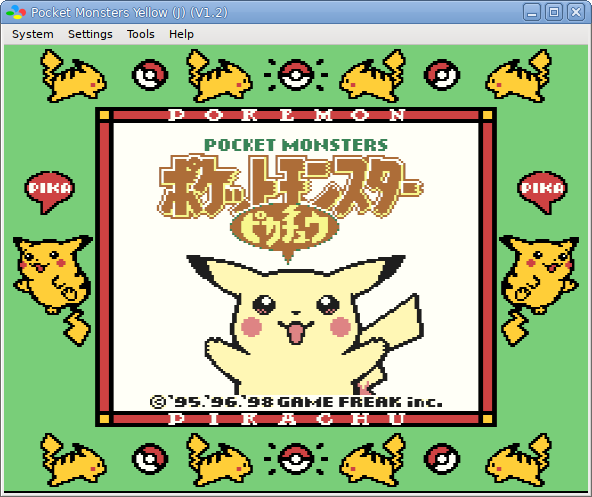 Pocket Monsters Yellow (J) (V1.2)
System Settings Tools Help
POKEMON
POCKET MONSTERS
ポケットモンスター
ピカチュウ
PIKA
PIKA
©'95.'96.'98 GAME FREAK inc.
PIKACHU